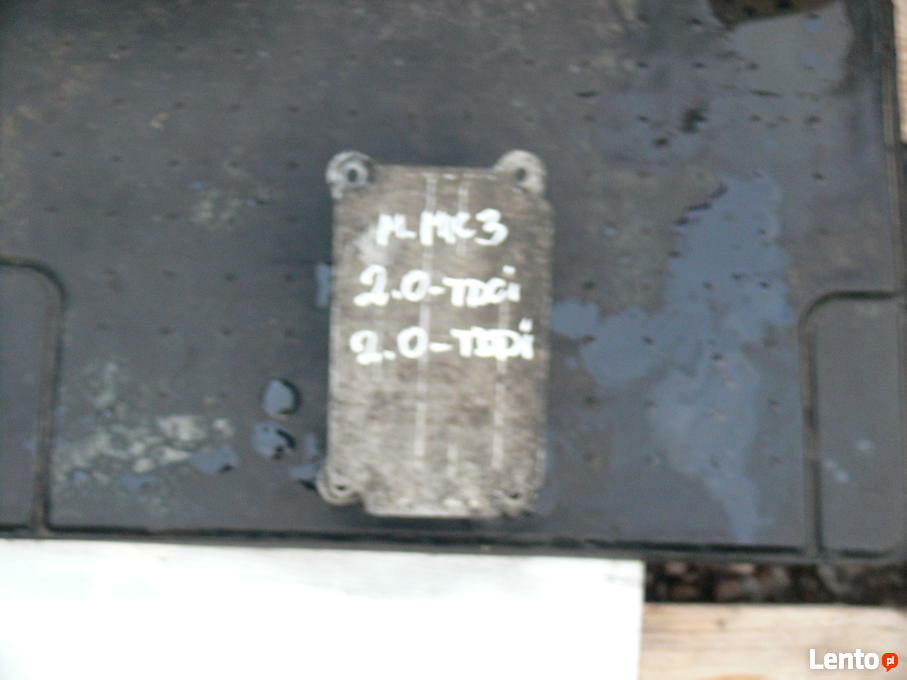 M MK3
2.0-TDCi
2.0-TDDi
Lento pl